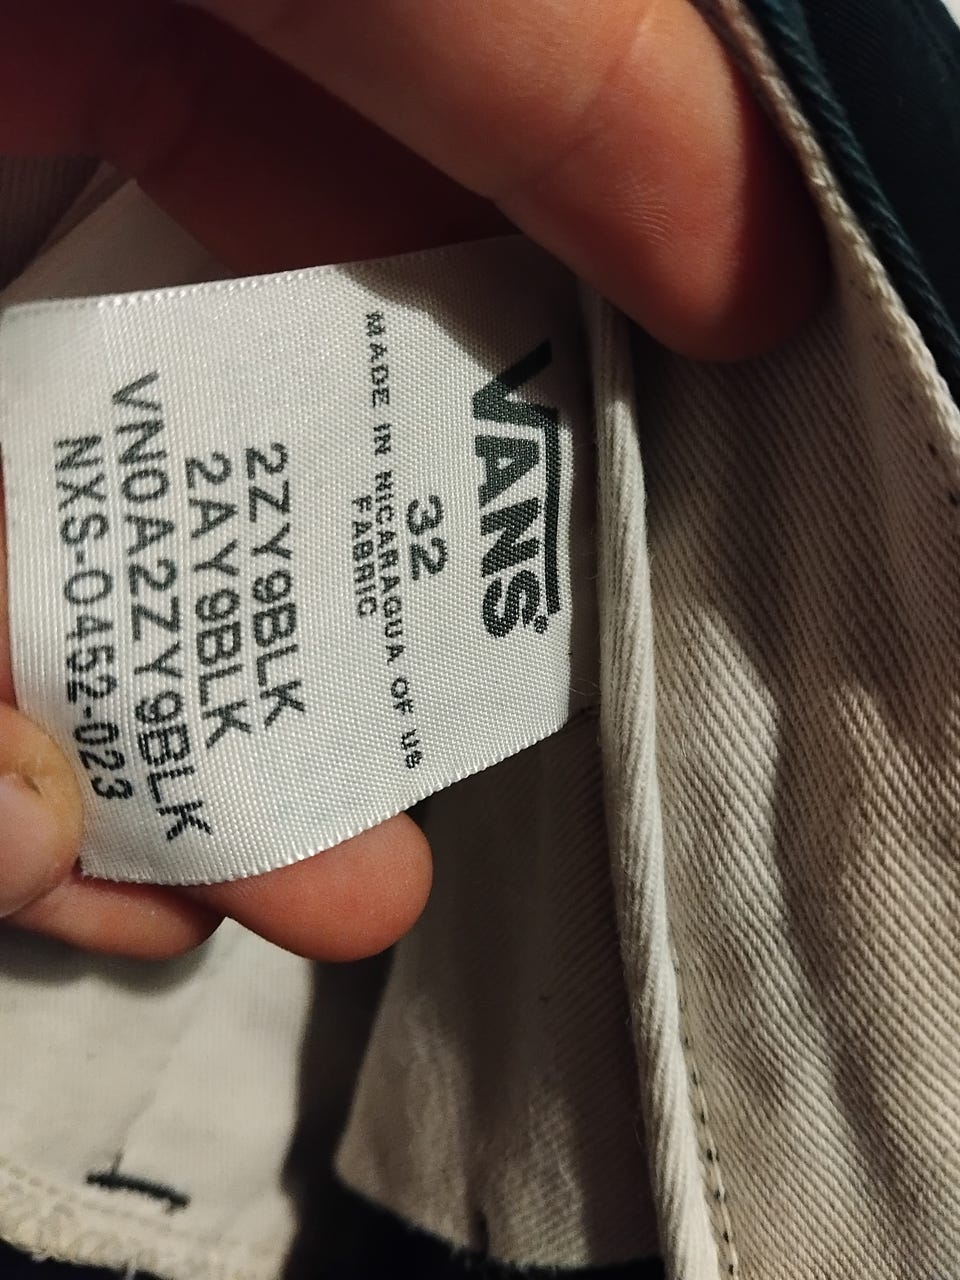 VANS
32
MADE IN NICARAGUA OF US
FABRIC
2ZY9BLK
2AY9BLK
VN0A2ZY9BLK
NXS-0452-023